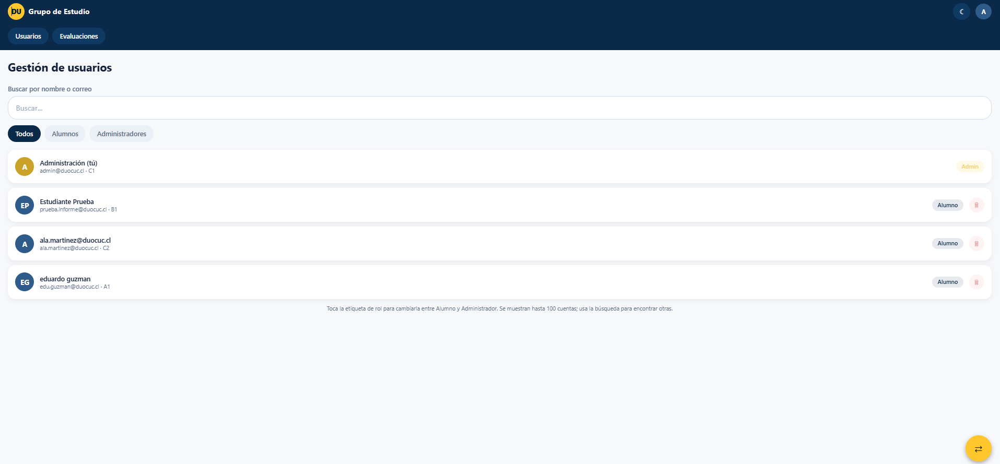 DU Grupo de Estudio
☾ A
Usuarios Evaluaciones
Gestión de usuarios
Buscar por nombre o correo
Buscar...
Todos Alumnos Administradores
A Administración (tú) Admin
admin@duocuc.cl · C1
EP Estudiante Prueba Alumno
prueba.informe@duocuc.cl · B1
A ala.martinez@duocuc.cl Alumno
ala.martinez@duocuc.cl · C2
EG eduardo guzman Alumno
edu.guzman@duocuc.cl · A1
Toca la etiqueta de rol para cambiarla entre Alumno y Administrador. Se muestran hasta 100 cuentas; usa la búsqueda para encontrar otras.
⇄